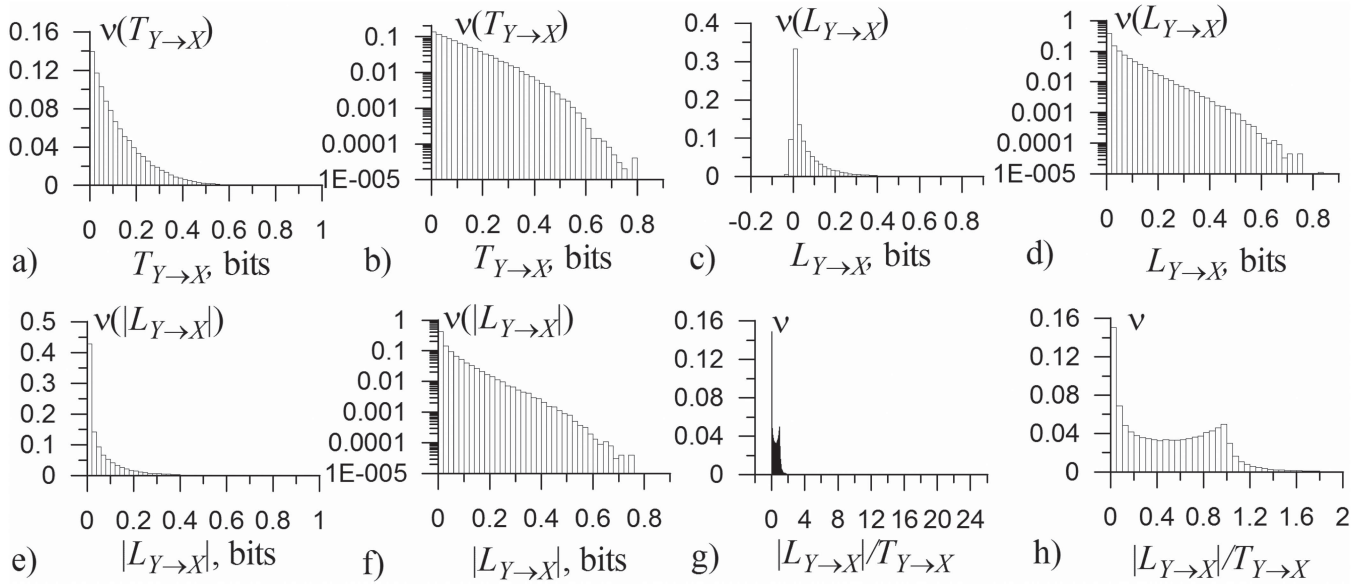 ν(T_{Y→X})
0.16
0.12
0.08
0.04
0
0 0.2 0.4 0.6 0.8 1
a) T_{Y→X}, bits
ν(T_{Y→X})
0.1
0.01
0.001
0.0001
1E-005
0 0.2 0.4 0.6 0.8
b) T_{Y→X}, bits
ν(L_{Y→X})
0.4
0.3
0.2
0.1
0
-0.2 0 0.2 0.4 0.6 0.8
c) L_{Y→X}, bits
ν(L_{Y→X})
1
0.1
0.01
0.001
0.0001
1E-005
0 0.2 0.4 0.6 0.8
d) L_{Y→X}, bits
ν(|L_{Y→X}|)
0.5
0.4
0.3
0.2
0.1
0
0 0.2 0.4 0.6 0.8 1
e) |L_{Y→X}|, bits
ν(|L_{Y→X}|)
1
0.1
0.01
0.001
0.0001
1E-005
0 0.2 0.4 0.6 0.8
f) |L_{Y→X}|, bits
ν
0.16
0.12
0.08
0.04
0
0 4 8 12 16 20 24
g) |L_{Y→X}|/T_{Y→X}
ν
0.16
0.12
0.08
0.04
0
0 0.4 0.8 1.2 1.6 2
h) |L_{Y→X}|/T_{Y→X}